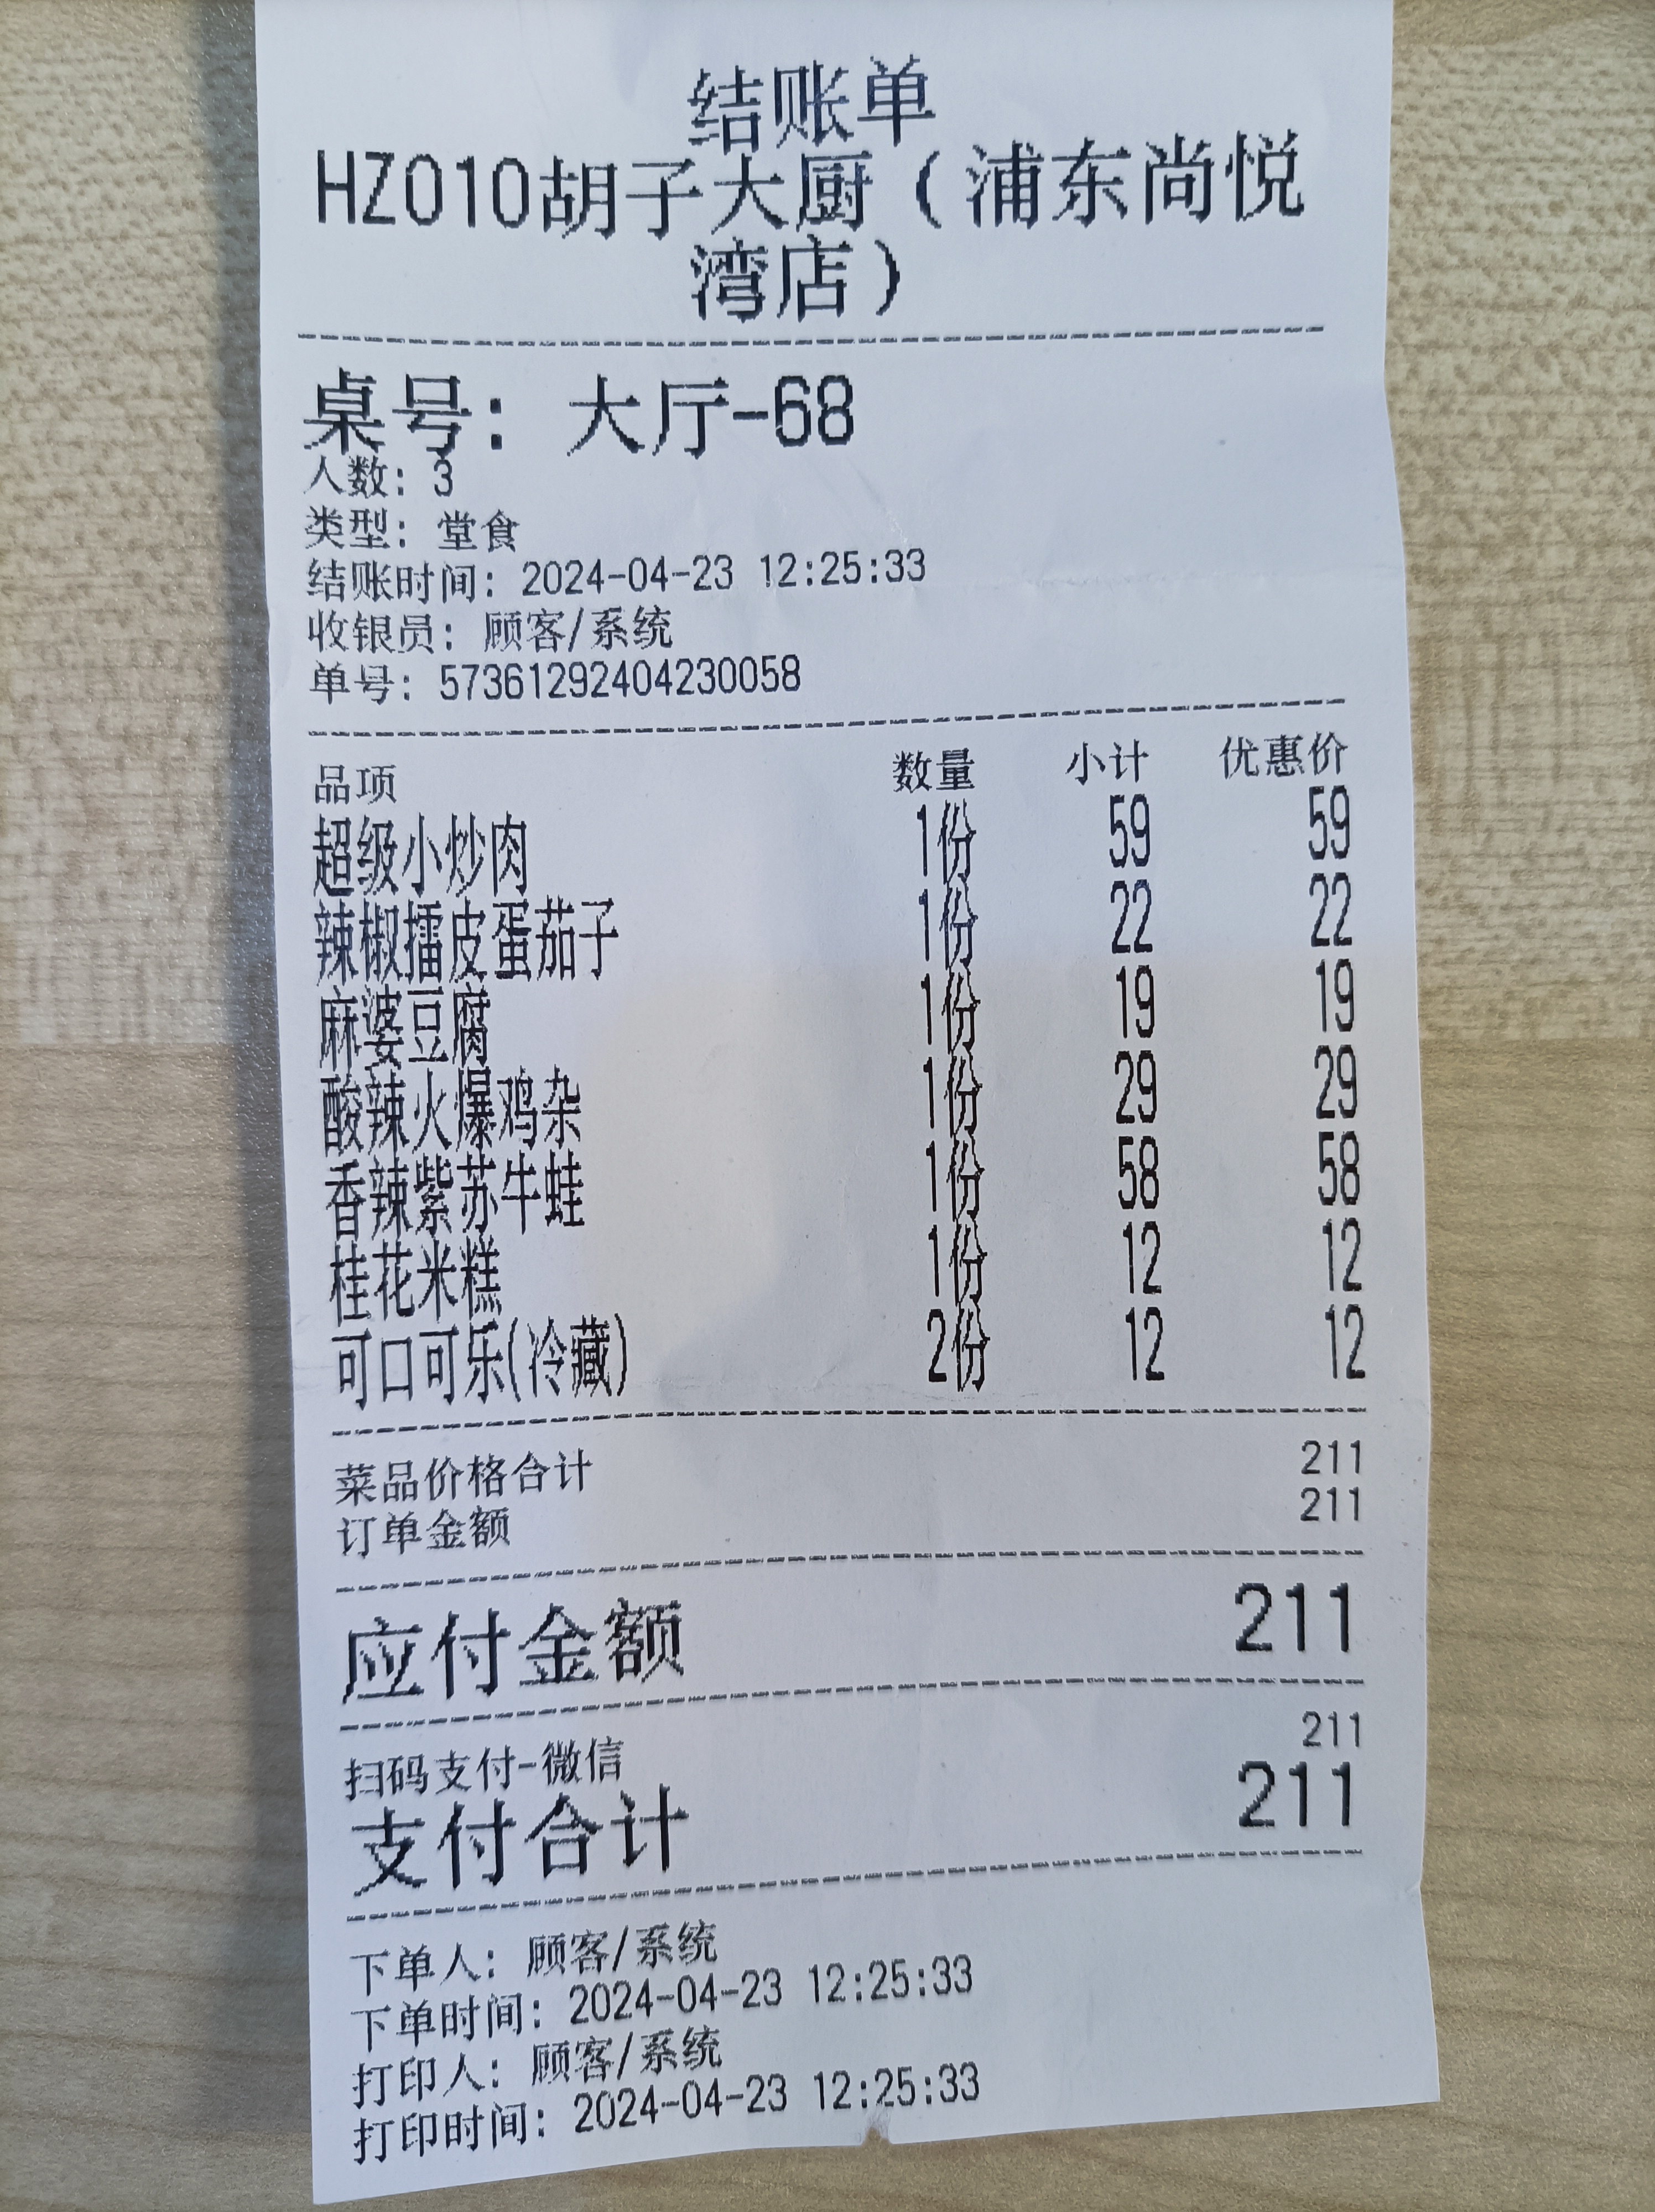 结账单
HZ010胡子大厨（浦东尚悦
湾店）
桌号：大厅-68
人数：3
类型：堂食
结账时间：2024-04-23 12:25:33
收银员：顾客/系统
单号：573612922404230058
品项 数量 小计 优惠价
超级小炒肉 1份 59 59
辣椒擂皮蛋茄子 1份 22 22
麻婆豆腐 1份 19 19
酸辣火爆鸡杂 1份 29 29
香辣紫苏牛蛙 1份 58 58
桂花米糕 1份 12 12
可口可乐(冷藏) 2份 12 12
菜品价格合计 211
订单金额 211
应付金额 211
扫码支付-微信 211
支付合计 211
下单人：顾客/系统
下单时间：2024-04-23 12:25:33
打印人：顾客/系统
打印时间：2024-04-23 12:25:33